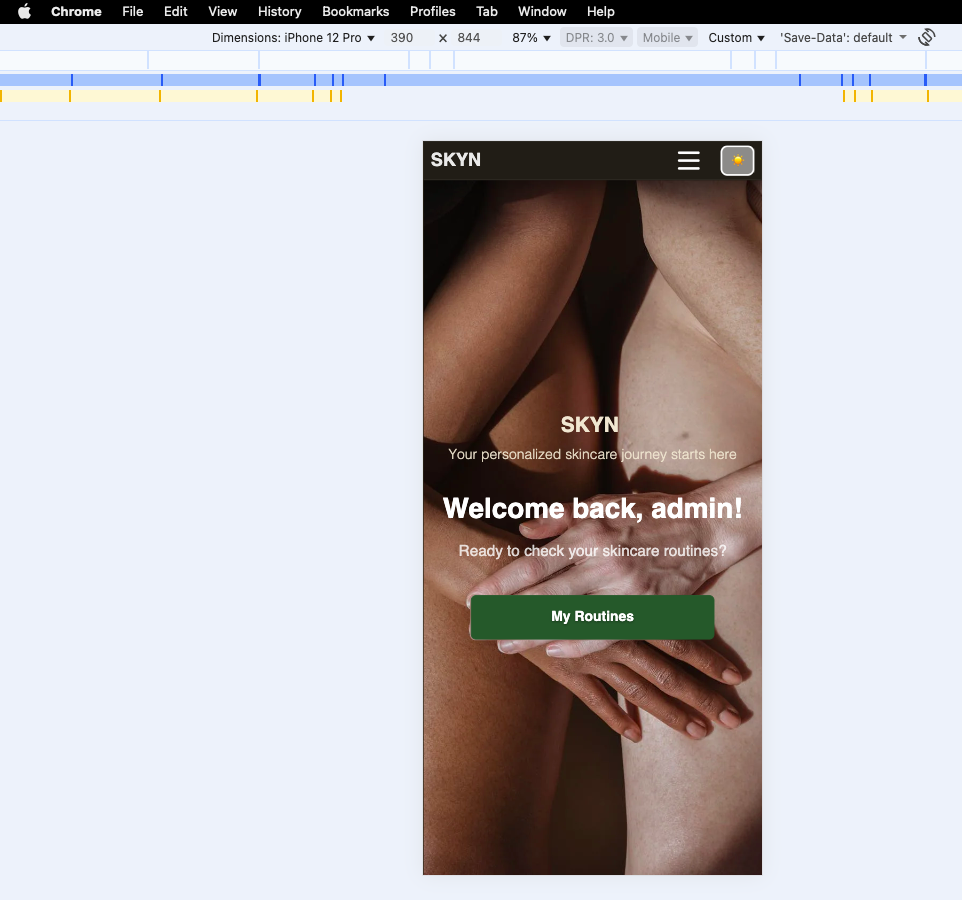 Chrome File Edit View History Bookmarks Profiles Tab Window Help
Dimensions: iPhone 12 Pro 390 × 844 87% DPR: 3.0 Mobile Custom 'Save-Data': default
SKYN
SKYN
Your personalized skincare journey starts here
Welcome back, admin!
Ready to check your skincare routines?
My Routines